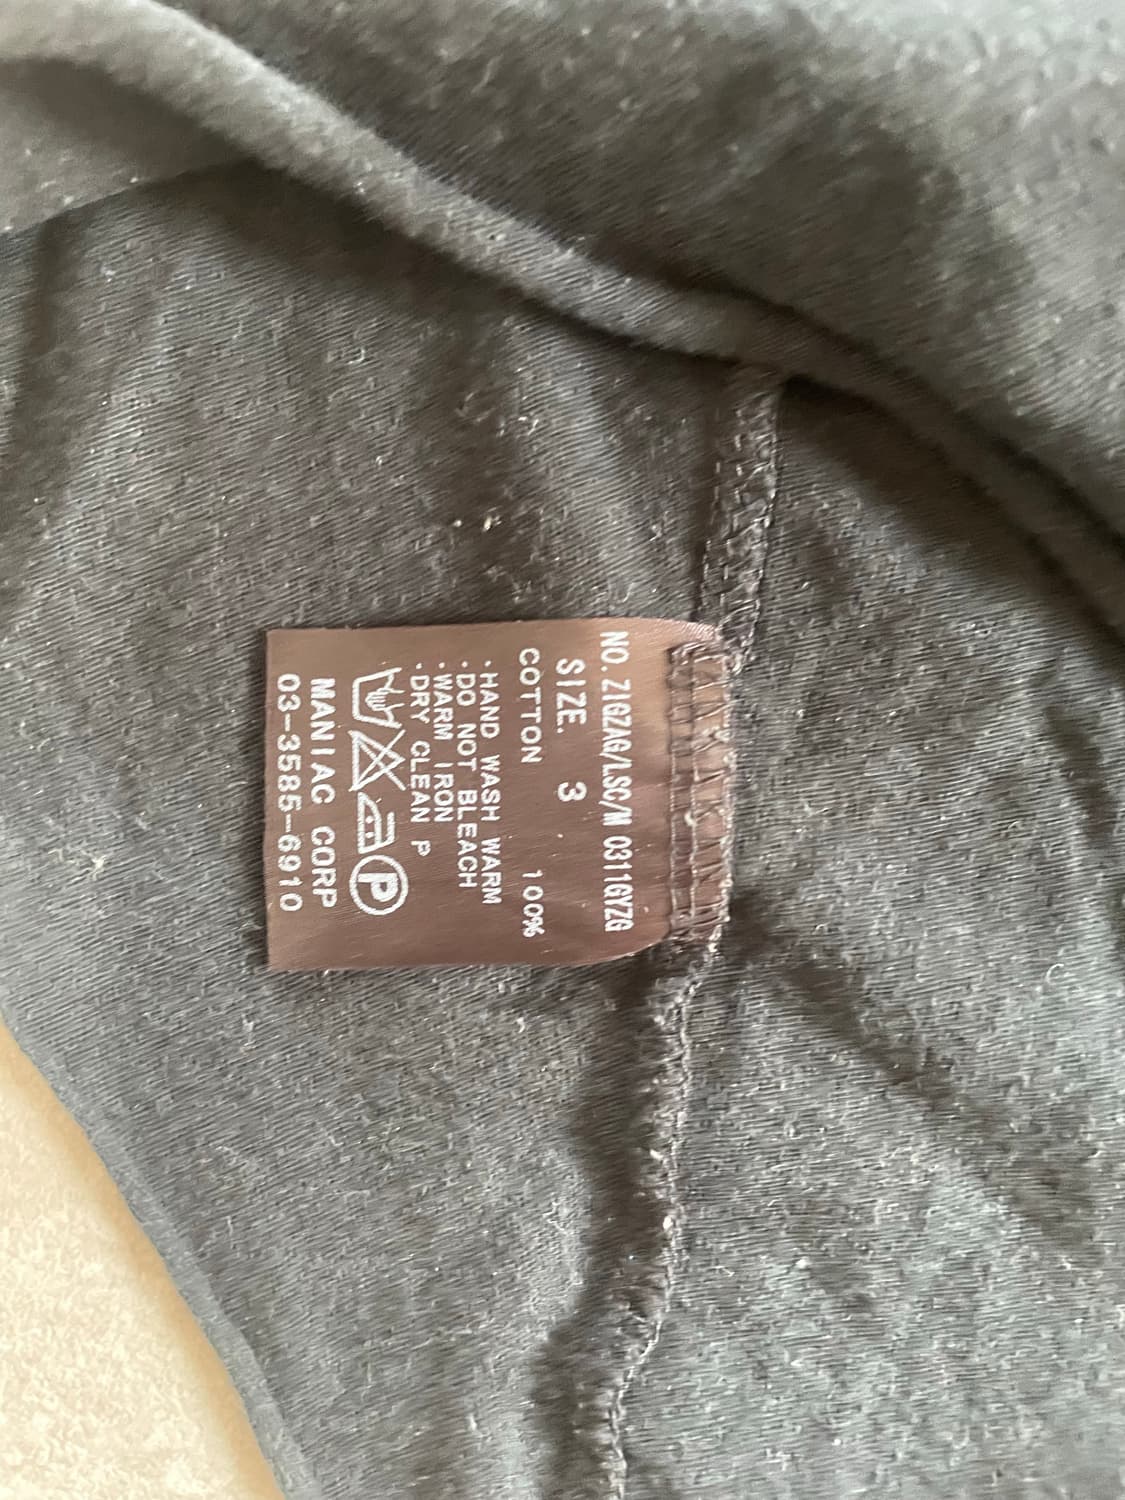 NO. ZIGZAG/LSC/M 0311GYZG
SIZE. 3
COTTON 100%
·HAND WASH WARM
·DO NOT BLEACH
·WARM IRON
·DRY CLEAN P
P
MANIAC CORP
03-3585-6910